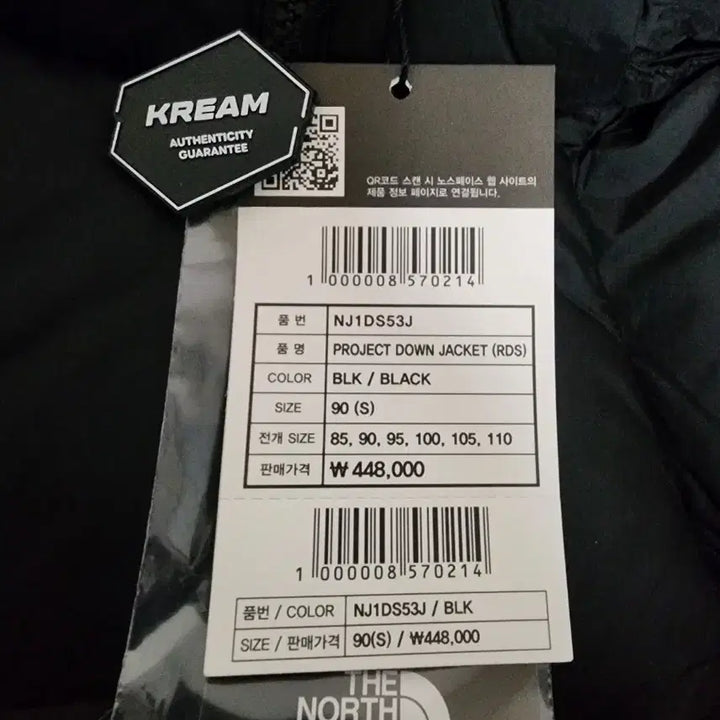 KREAM
AUTHENTICITY
GUARANTEE
QR코드 스캔 시 노스페이스 웹 사이트의
제품 정보 페이지로 연결됩니다.
1 000008 570214
품 번 NJ1DS53J
품 명 PROJECT DOWN JACKET (RDS)
COLOR BLK / BLACK
SIZE 90 (S)
전개 SIZE 85, 90, 95, 100, 105, 110
판매가격 ₩ 448,000
1 000008 570214
품번 / COLOR NJ1DS53J / BLK
SIZE / 판매가격 90(S) / ₩448,000
THE
NORTH